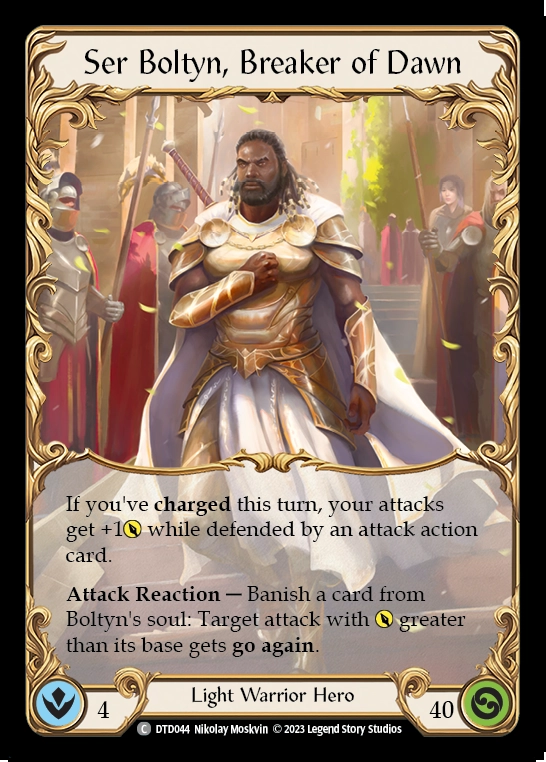 Ser Boltyn, Breaker of Dawn
If you've charged this turn, your attacks
get +1 while defended by an attack action
card.
Attack Reaction — Banish a card from
Boltyn's soul: Target attack with greater
than its base gets go again.
4
Light Warrior Hero
40
C DTD044 Nikolay Moskvin © 2023 Legend Story Studios